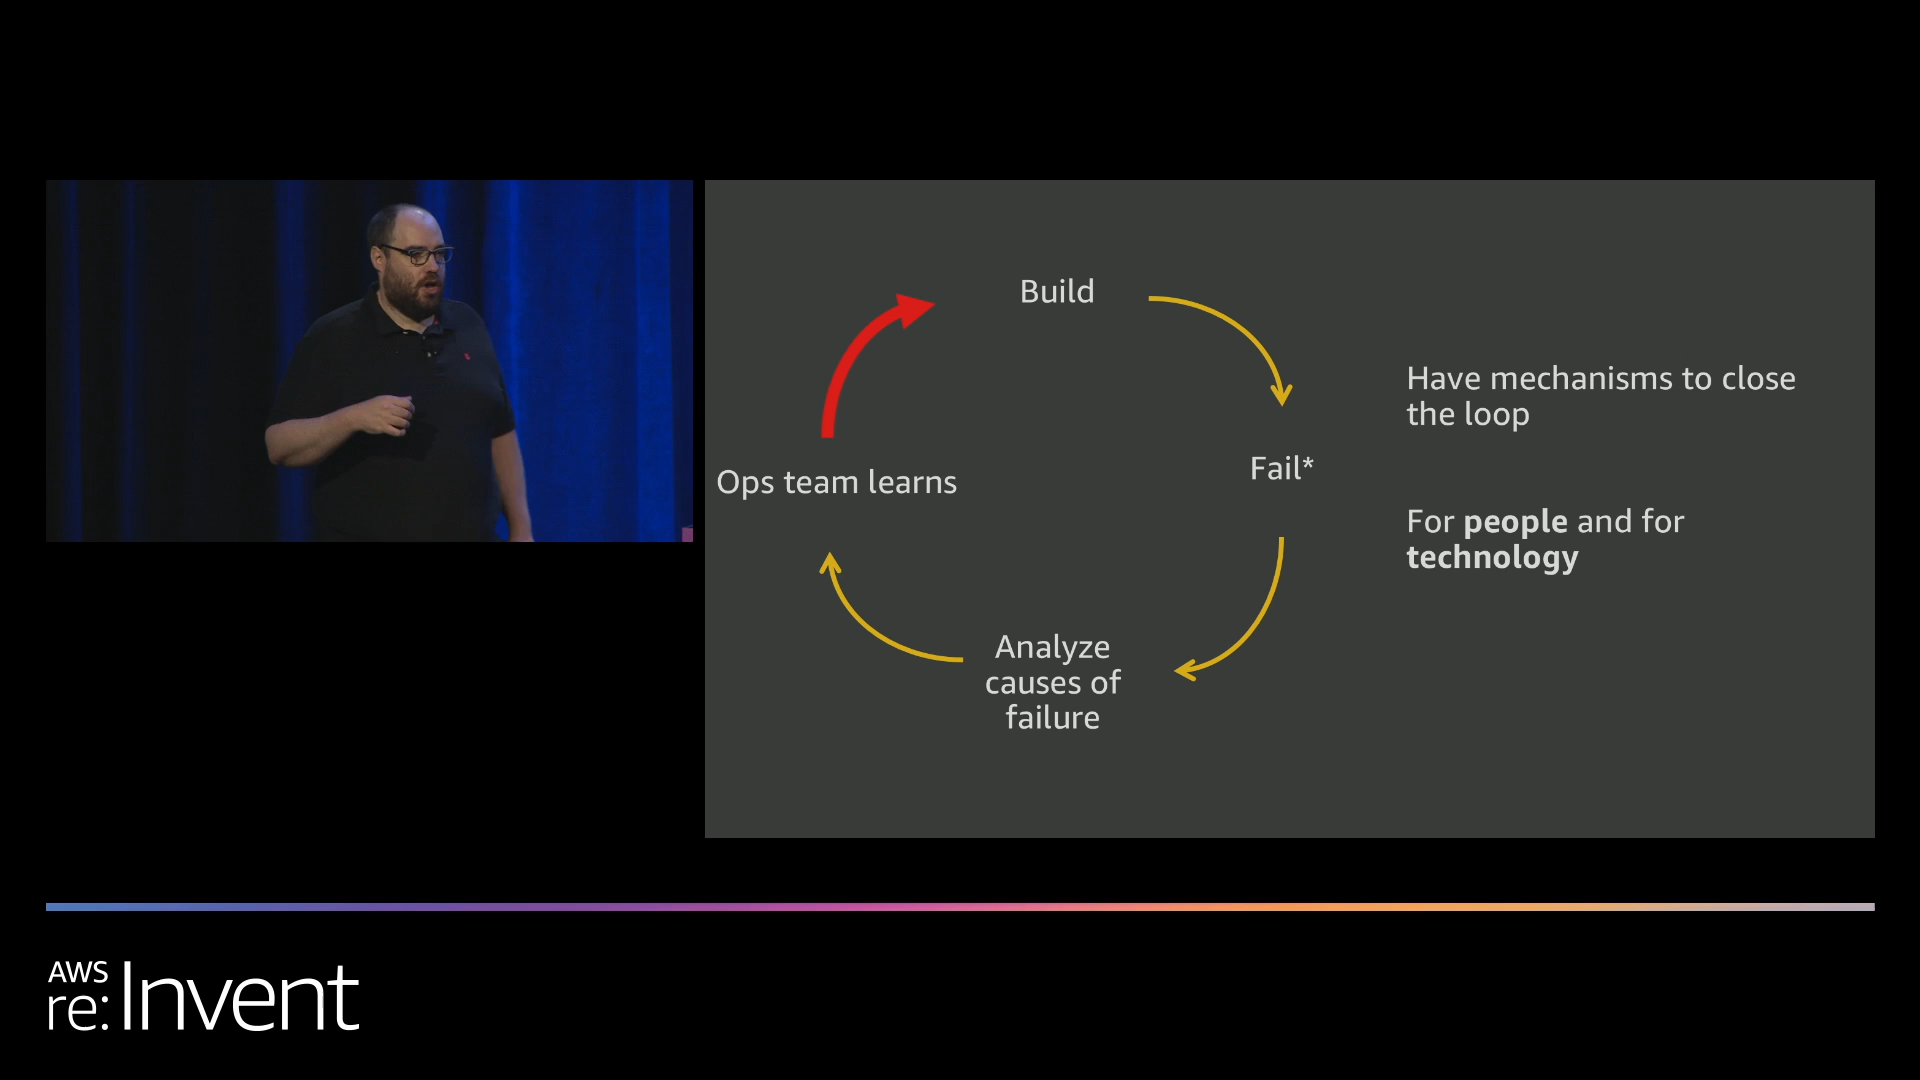 Build
Have mechanisms to close
the loop
Fail*
Ops team learns
For people and for
technology
Analyze
causes of
failure
AWS
re:Invent